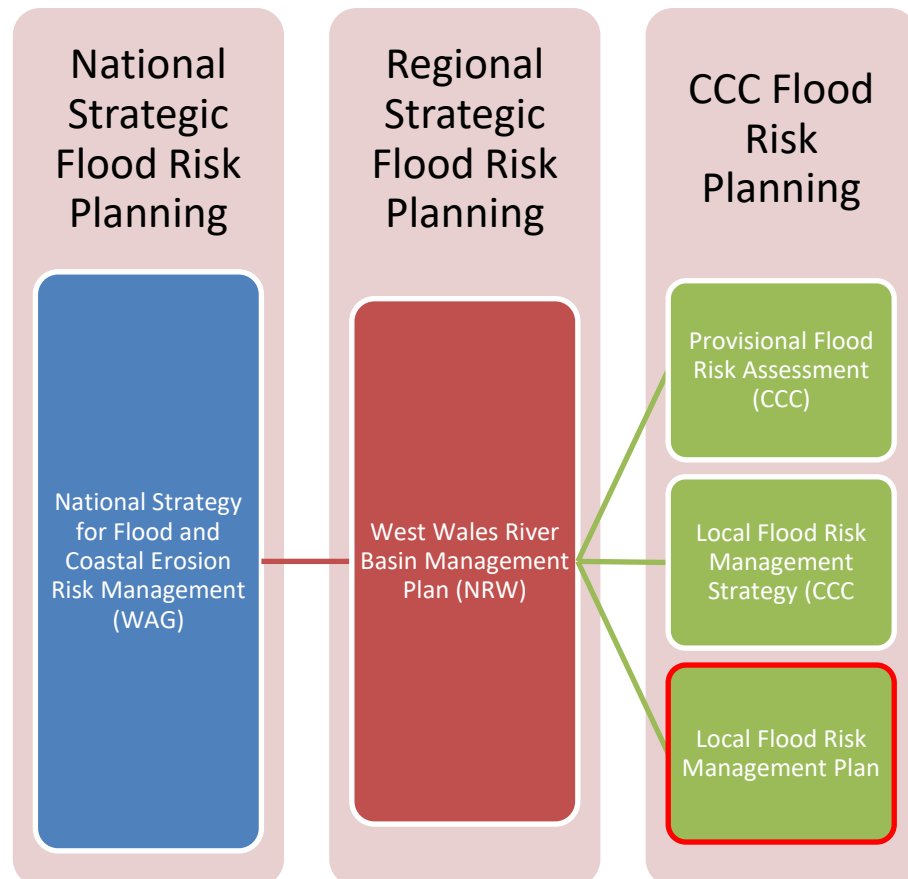 National
Strategic
Flood Risk
Planning
National Strategy
for Flood and
Coastal Erosion
Risk Management
(WAG)
Regional
Strategic
Flood Risk
Planning
West Wales River
Basin Management
Plan (NRW)
CCC Flood
Risk
Planning
Provisional Flood
Risk Assessment
(CCC)
Local Flood Risk
Management
Strategy (CCC
Local Flood Risk
Management Plan